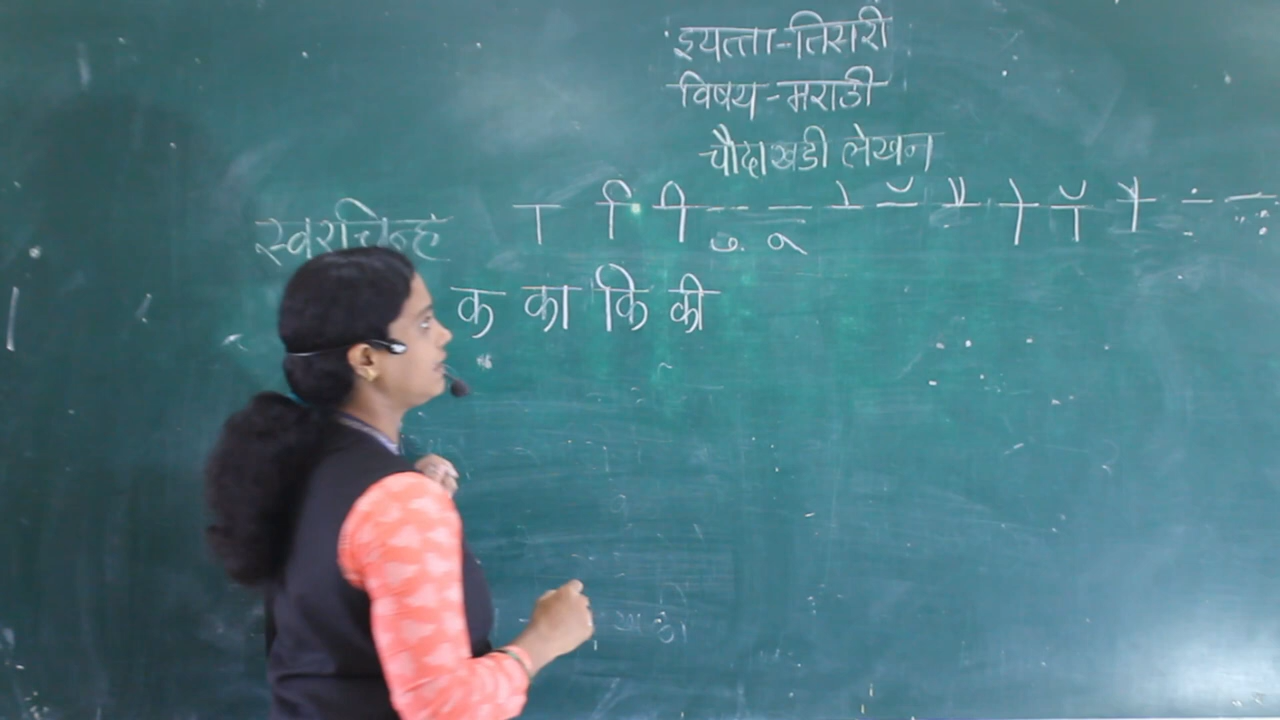 इयत्ता-तिसरी
विषय-मराठी
चौदाखडी लेखन
स्वरचिन्ह ा ि ी ु ू े ॅ ै ो ॉ ौ ं ः
क का कि की